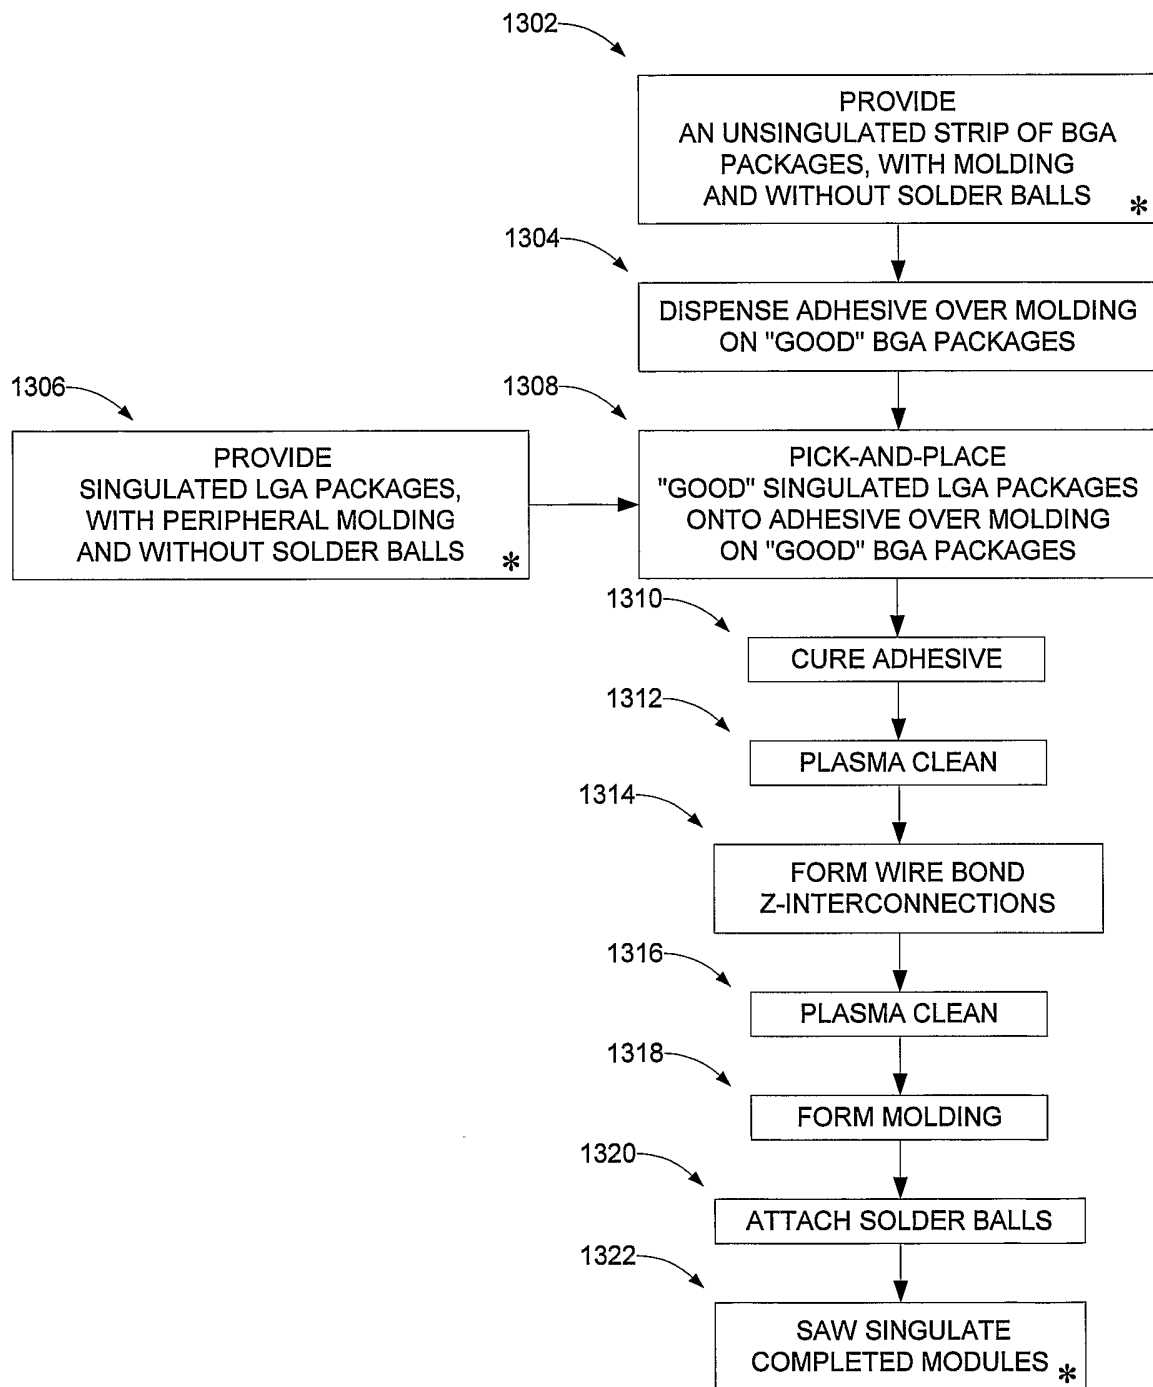 1302
PROVIDE
AN UNSINGULATED STRIP OF BGA
PACKAGES, WITH MOLDING
AND WITHOUT SOLDER BALLS *
1304
DISPENSE ADHESIVE OVER MOLDING
ON "GOOD" BGA PACKAGES
1306
PROVIDE
SINGULATED LGA PACKAGES,
WITH PERIPHERAL MOLDING
AND WITHOUT SOLDER BALLS *
1308
PICK-AND-PLACE
"GOOD" SINGULATED LGA PACKAGES
ONTO ADHESIVE OVER MOLDING
ON "GOOD" BGA PACKAGES
1310
CURE ADHESIVE
1312
PLASMA CLEAN
1314
FORM WIRE BOND
Z-INTERCONNECTIONS
1316
PLASMA CLEAN
1318
FORM MOLDING
1320
ATTACH SOLDER BALLS
1322
SAW SINGULATE
COMPLETED MODULES *